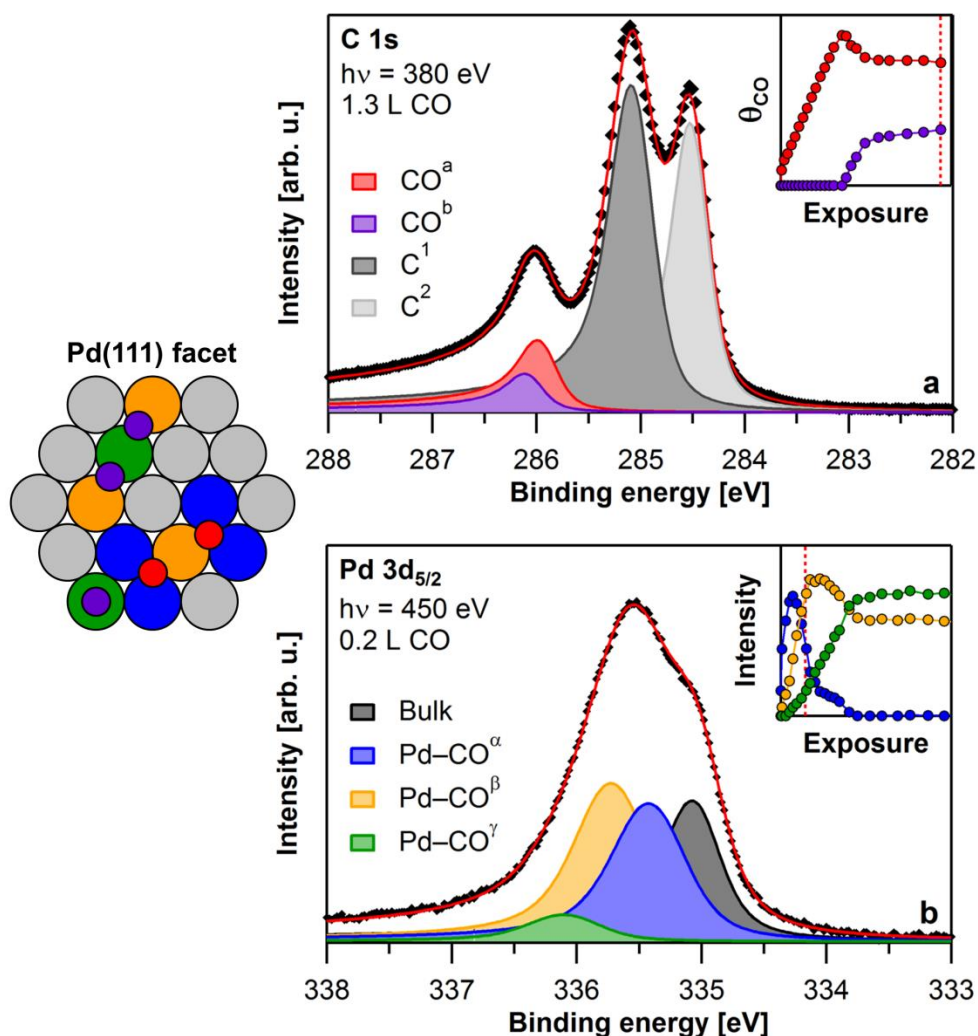 Pd(111) facet
C 1s
hν = 380 eV
1.3 L CO
COᵃ
COᵇ
C¹
C²
θCO
Exposure
Intensity [arb. u.]
a
288 287 286 285 284 283 282
Binding energy [eV]
Pd 3d5/2
hν = 450 eV
0.2 L CO
Bulk
Pd–COᵅ
Pd–COᵝ
Pd–COᵞ
Intensity
Exposure
Intensity [arb. u.]
b
338 337 336 335 334 333
Binding energy [eV]